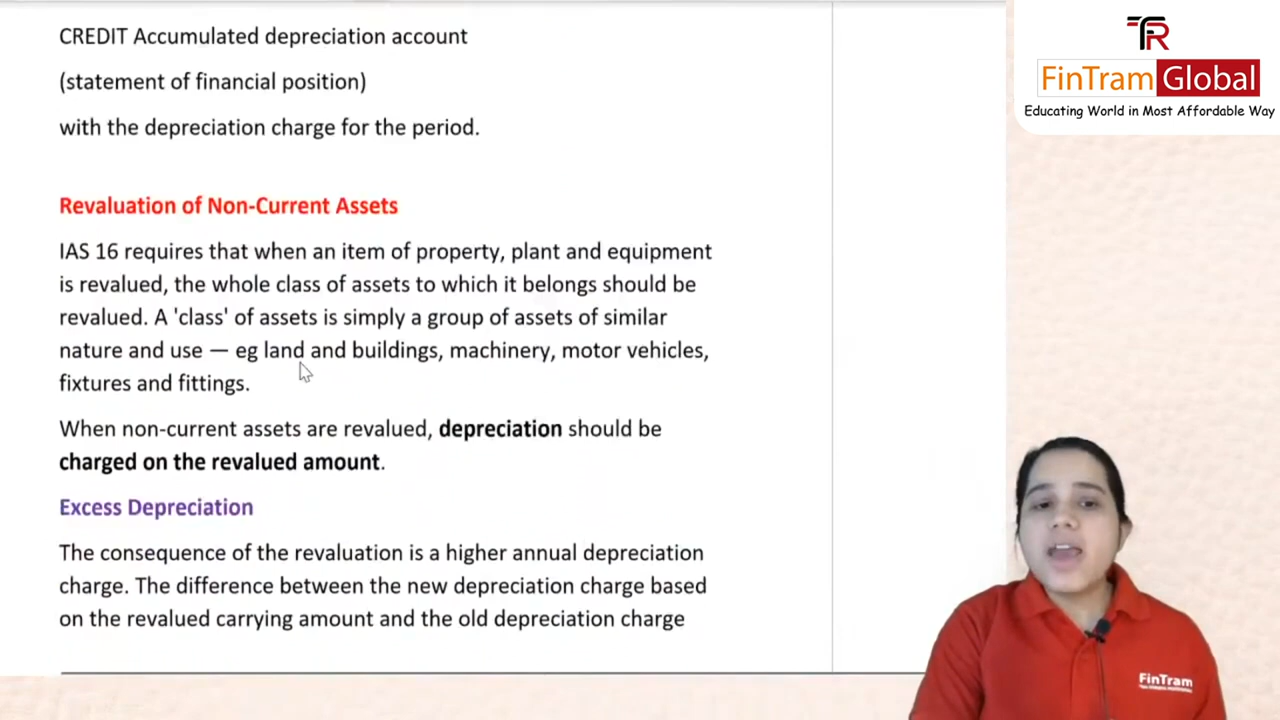 CREDIT Accumulated depreciation account
(statement of financial position)
with the depreciation charge for the period.
Revaluation of Non-Current Assets
IAS 16 requires that when an item of property, plant and equipment
is revalued, the whole class of assets to which it belongs should be
revalued. A 'class' of assets is simply a group of assets of similar
nature and use — eg land and buildings, machinery, motor vehicles,
fixtures and fittings.
When non-current assets are revalued, depreciation should be
charged on the revalued amount.
Excess Depreciation
The consequence of the revaluation is a higher annual depreciation
charge. The difference between the new depreciation charge based
on the revalued carrying amount and the old depreciation charge
FinTram Global
Educating World in Most Affordable Way
FinTram